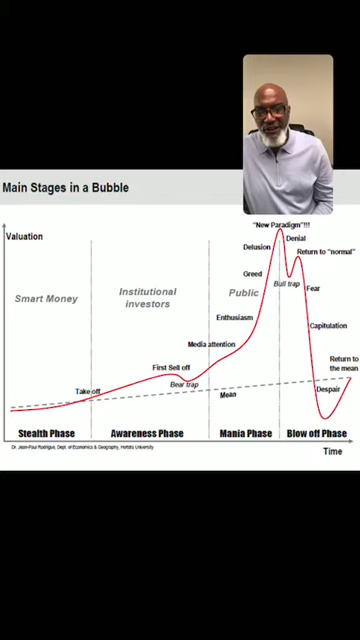 Main Stages in a Bubble
Valuation
"New Paradigm"!!!
Denial
Delusion
Return to "normal"
Greed
Bull trap
Fear
Smart Money
Institutional
investors
Public
Enthusiasm
Capitulation
Media attention
First Sell off
Bear trap
Return to
the mean
Take off
Mean
Despair
Stealth Phase
Awareness Phase
Mania Phase
Blow off Phase
Dr. Jean-Paul Rodrigue, Dept. of Economics & Geography, Hofstra University
Time